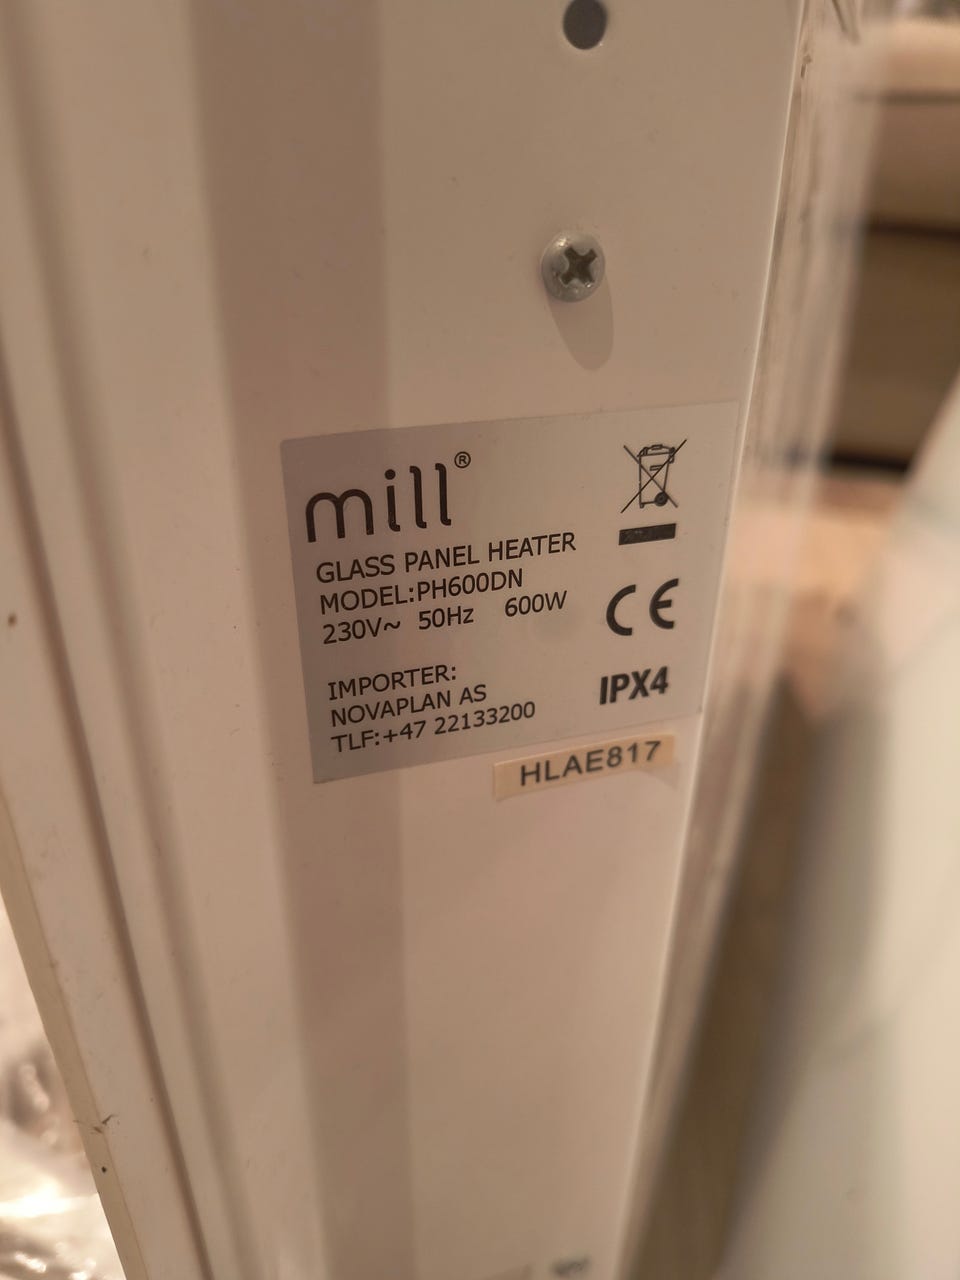 mill®
GLASS PANEL HEATER
MODEL:PH600DN
230V~ 50Hz 600W
IMPORTER:
NOVAPLAN AS
TLF:+47 22133200
CE
IPX4
HLAE817